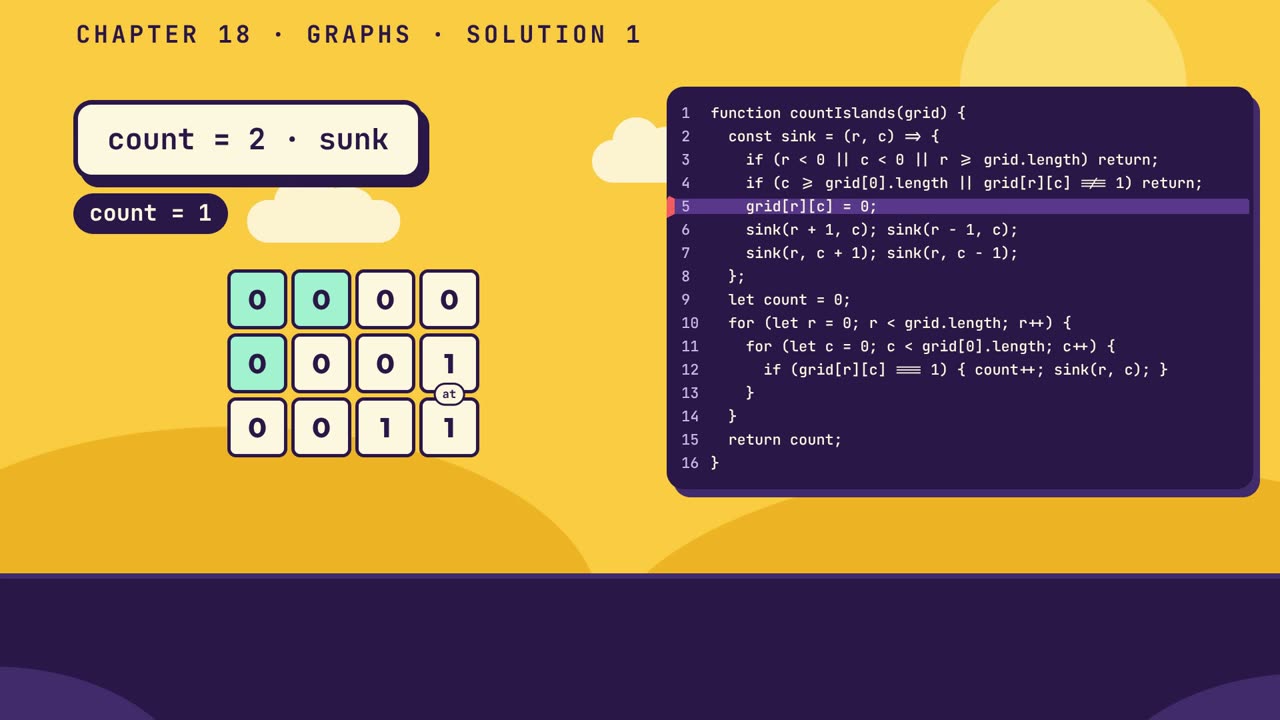 CHAPTER 18 · GRAPHS · SOLUTION 1
count = 2 · sunk
count = 1
0 0 0 0
0 0 0 1
at
0 0 1 1
1 function countIslands(grid) {
2 const sink = (r, c) => {
3 if (r < 0 || c < 0 || r >= grid.length) return;
4 if (c >= grid[0].length || grid[r][c] !== 1) return;
5 grid[r][c] = 0;
6 sink(r + 1, c); sink(r - 1, c);
7 sink(r, c + 1); sink(r, c - 1);
8 };
9 let count = 0;
10 for (let r = 0; r < grid.length; r++) {
11 for (let c = 0; c < grid[0].length; c++) {
12 if (grid[r][c] === 1) { count++; sink(r, c); }
13 }
14 }
15 return count;
16 }